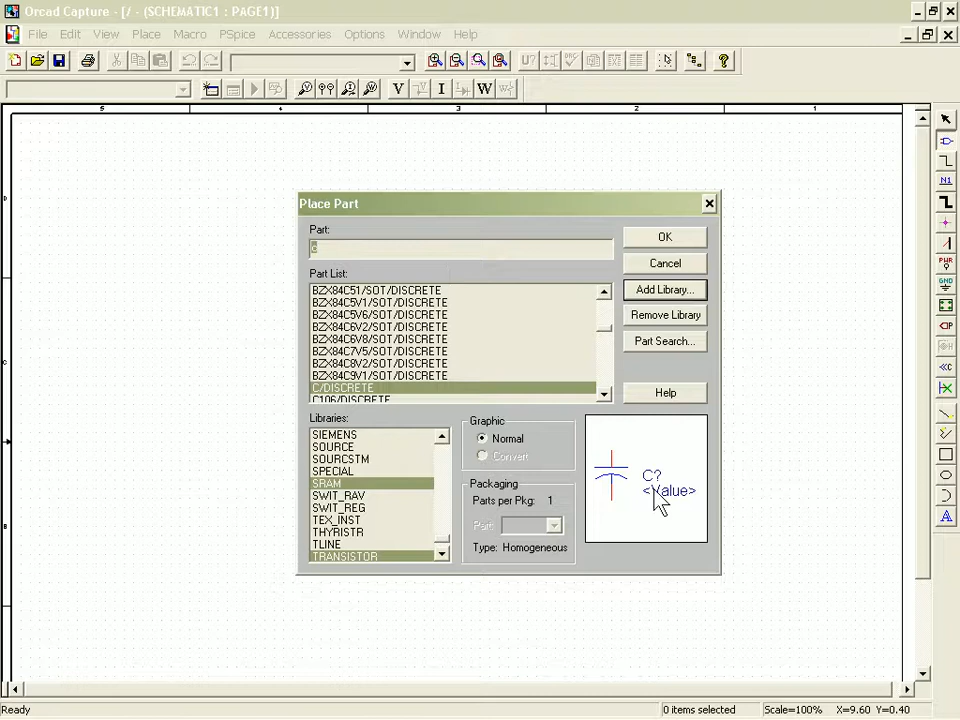 Orcad Capture - [/ - (SCHEMATIC1 : PAGE1)]
File Edit View Place Macro PSpice Accessories Options Window Help
U?
V I W
5 4 3 2 1
Place Part
Part:
c
OK
Part List:
Cancel
BZX84C51/SOT/DISCRETE
BZX84C5V1/SOT/DISCRETE
BZX84C5V6/SOT/DISCRETE
BZX84C6V2/SOT/DISCRETE
BZX84C6V8/SOT/DISCRETE
BZX84C7V5/SOT/DISCRETE
BZX84C8V2/SOT/DISCRETE
BZX84C9V1/SOT/DISCRETE
C/DISCRETE
C106/DISCRETE
Add Library...
Remove Library
Part Search...
Help
Libraries:
SIEMENS
SOURCE
SOURCSTM
SPECIAL
SRAM
SWIT_RAV
SWIT_REG
TEX_INST
THYRISTR
TLINE
TRANSISTOR
Graphic
Normal
Convert
Packaging
Parts per Pkg: 1
Part:
Type: Homogeneous
C?
<Value>
D
C
B
N1
PWR
GND
A
Ready
0 items selected
Scale=100%
X=9.60 Y=0.40